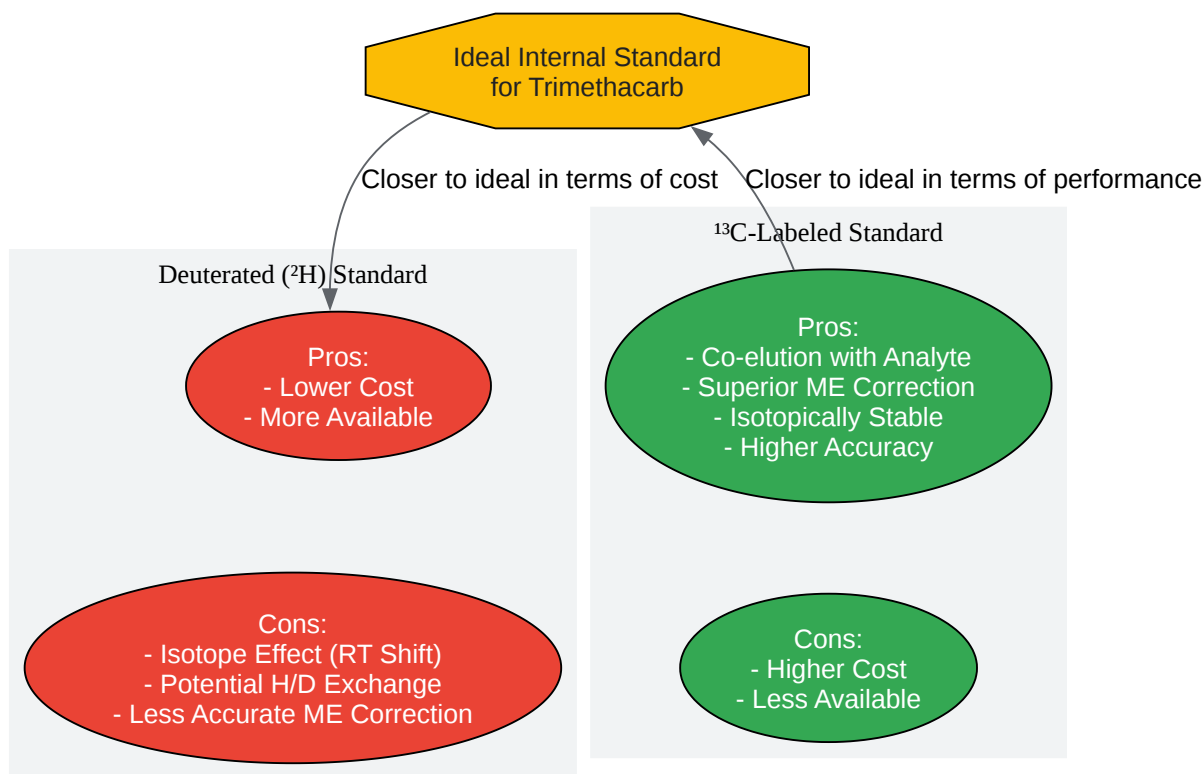 Ideal Internal Standard
for Trimethacarb
Closer to ideal in terms of cost
Closer to ideal in terms of performance
Deuterated (²H) Standard
Pros:
- Lower Cost
- More Available
Cons:
- Isotope Effect (RT Shift)
- Potential H/D Exchange
- Less Accurate ME Correction
¹³C-Labeled Standard
Pros:
- Co-elution with Analyte
- Superior ME Correction
- Isotopically Stable
- Higher Accuracy
Cons:
- Higher Cost
- Less Available